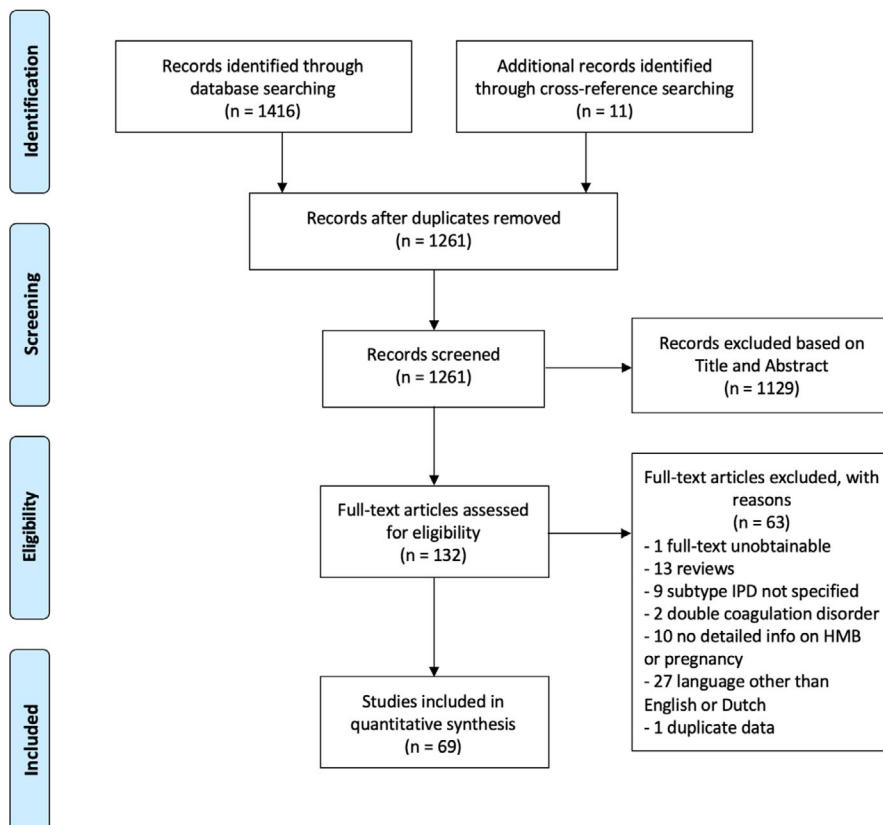 Identification
Records identified through
database searching
(n = 1416)
Additional records identified
through cross-reference searching
(n = 11)
Records after duplicates removed
(n = 1261)
Screening
Records screened
(n = 1261)
Records excluded based on
Title and Abstract
(n = 1129)
Eligibility
Full-text articles assessed
for eligibility
(n = 132)
Full-text articles excluded, with
reasons
(n = 63)
- 1 full-text unobtainable
- 13 reviews
- 9 subtype IPD not specified
- 2 double coagulation disorder
- 10 no detailed info on HMB
or pregnancy
- 27 language other than
English or Dutch
- 1 duplicate data
Included
Studies included in
quantitative synthesis
(n = 69)